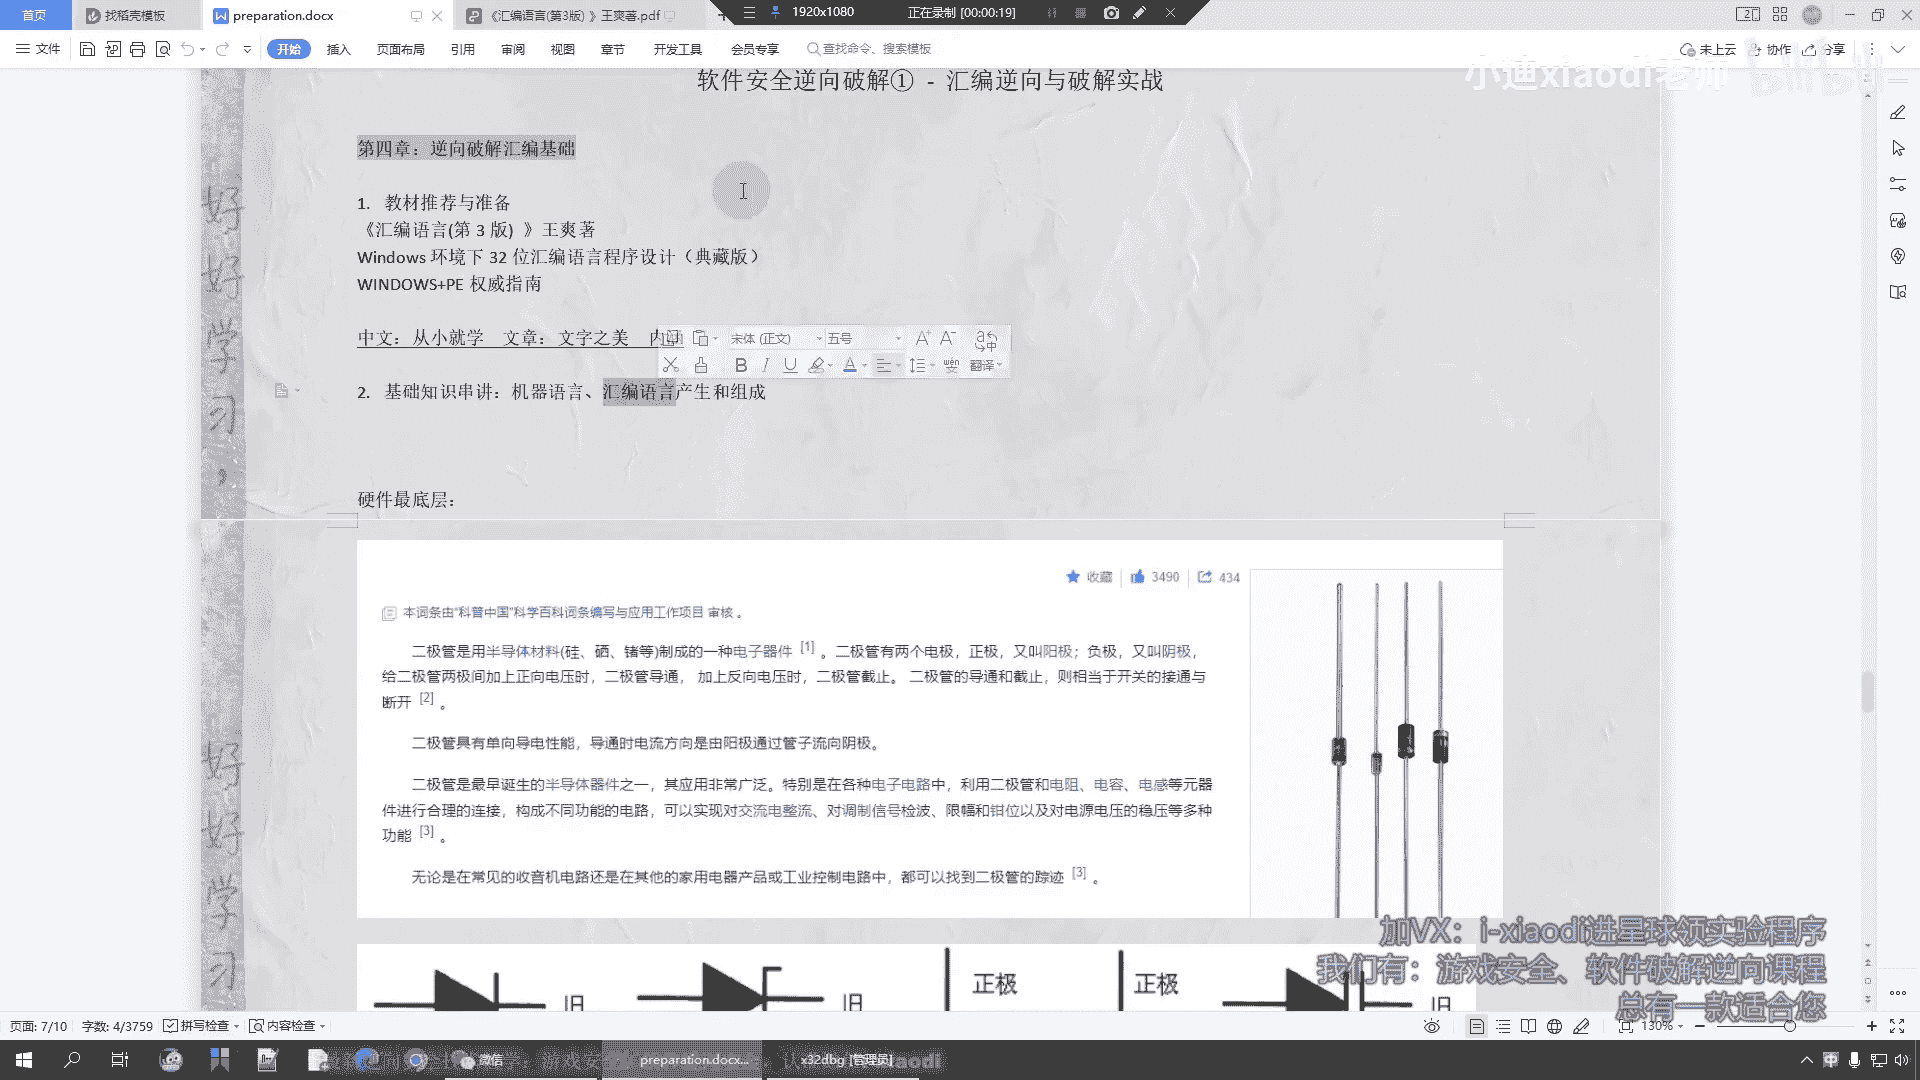 首页
找稻壳模板
preparation.docx
《汇编语言(第3版) 》王爽著.pdf
1920x1080
正在录制 [00:00:19]
文件
开始
插入
页面布局
引用
审阅
视图
章节
开发工具
会员专享
查找命令、搜索模板
未上云
协作
分享
小迪xiaodi老师
软件安全逆向破解① - 汇编逆向与破解实战
第四章：逆向破解汇编基础
1. 教材推荐与准备
《汇编语言(第 3 版) 》王爽著
Windows 环境下 32 位汇编语言程序设计（典藏版）
WINDOWS+PE 权威指南
中文：从小就学 文章：文字之美 内
宋体 (正文)
五号
翻译
2. 基础知识串讲：机器语言、汇编语言产生和组成
硬件最底层：
好好学习，
好好学习
收藏
3490
434
本词条由“科普中国”科学百科词条编写与应用工作项目 审核 。
二极管是用半导体材料(硅、硒、锗等)制成的一种电子器件 [1] 。二极管有两个电极，正极，又叫阳极；负极，又叫阴极，
给二极管两极间加上正向电压时，二极管导通， 加上反向电压时，二极管截止。 二极管的导通和截止，则相当于开关的接通与
断开 [2] 。
二极管具有单向导电性能，导通时电流方向是由阳极通过管子流向阴极。
二极管是最早诞生的半导体器件之一，其应用非常广泛。特别是在各种电子电路中，利用二极管和电阻、电容、电感等元器
件进行合理的连接，构成不同功能的电路，可以实现对交流电整流、对调制信号检波、限幅和钳位以及对电源电压的稳压等多种
功能 [3] 。
无论是在常见的收音机电路还是在其他的家用电器产品或工业控制电路中，都可以找到二极管的踪迹 [3] 。
正极
正极
加VX：i-xiaodi进星球领实验程序
我们有：游戏安全、软件破解逆向课程
总有一款适合您
页面: 7/10
字数: 4/3759
拼写检查
内容检查
130%
微信
preparation.docx...
x32dbg [管理员]